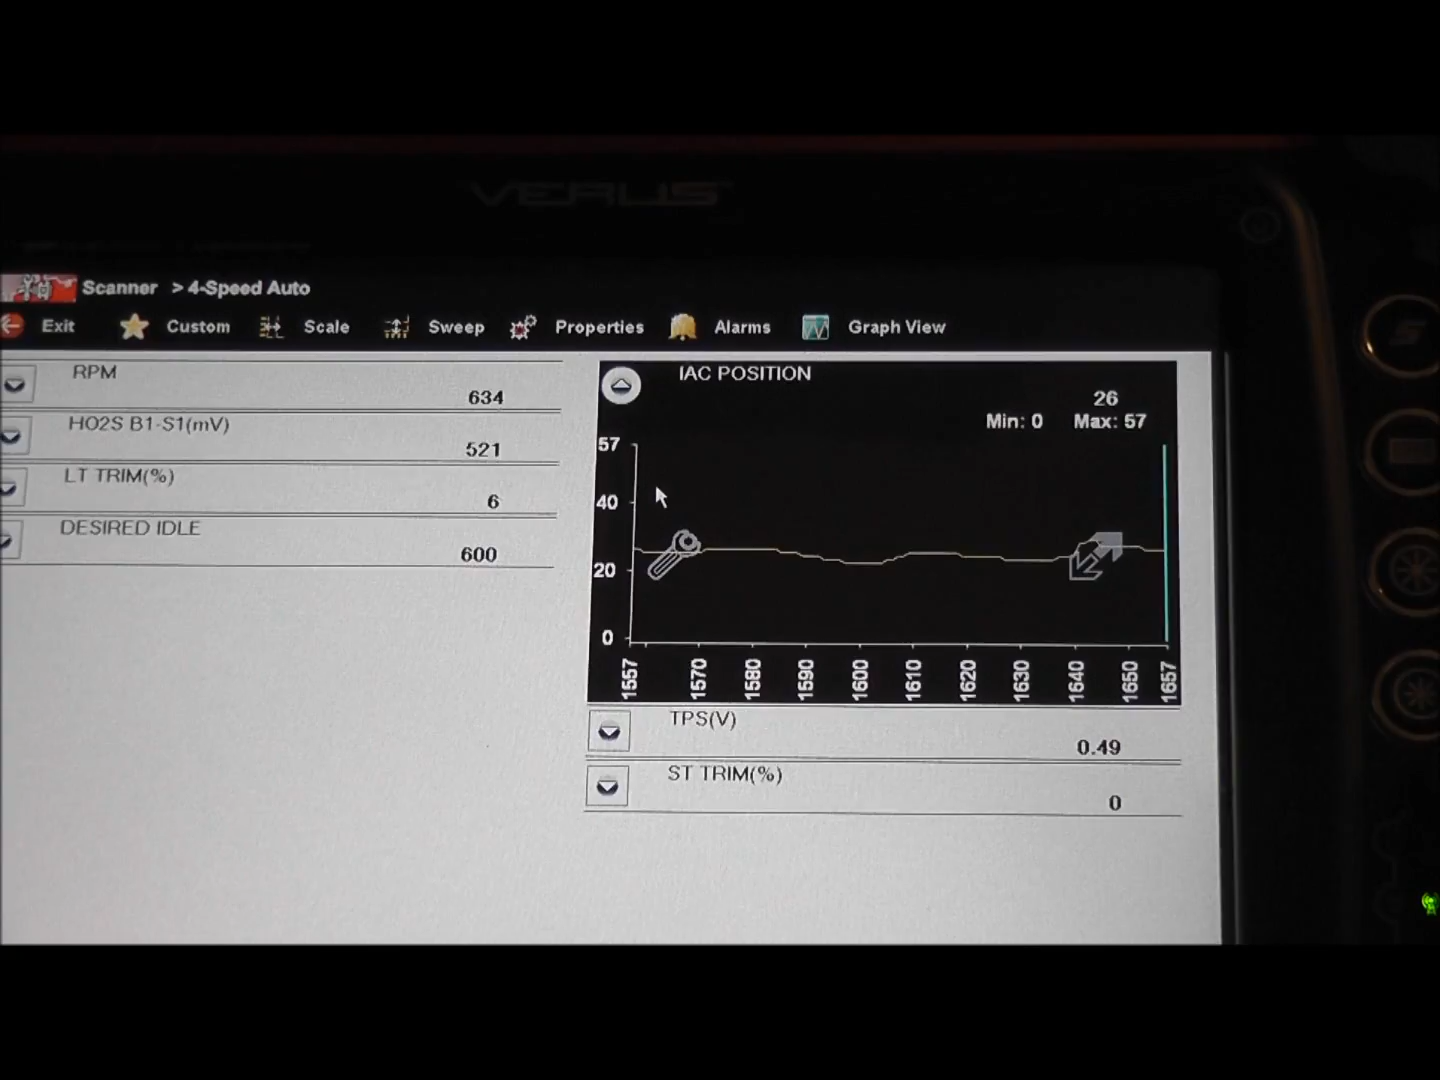 VERUS
Scanner > 4-Speed Auto
Exit Custom Scale Sweep Properties Alarms Graph View
RPM
634
HO2S B1-S1(mV)
521
LT TRIM(%)
6
DESIRED IDLE
600
IAC POSITION
26
Min: 0 Max: 57
57
40
20
0
1557 1570 1580 1590 1600 1610 1620 1630 1640 1650 1657
TPS(V)
0.49
ST TRIM(%)
0
S